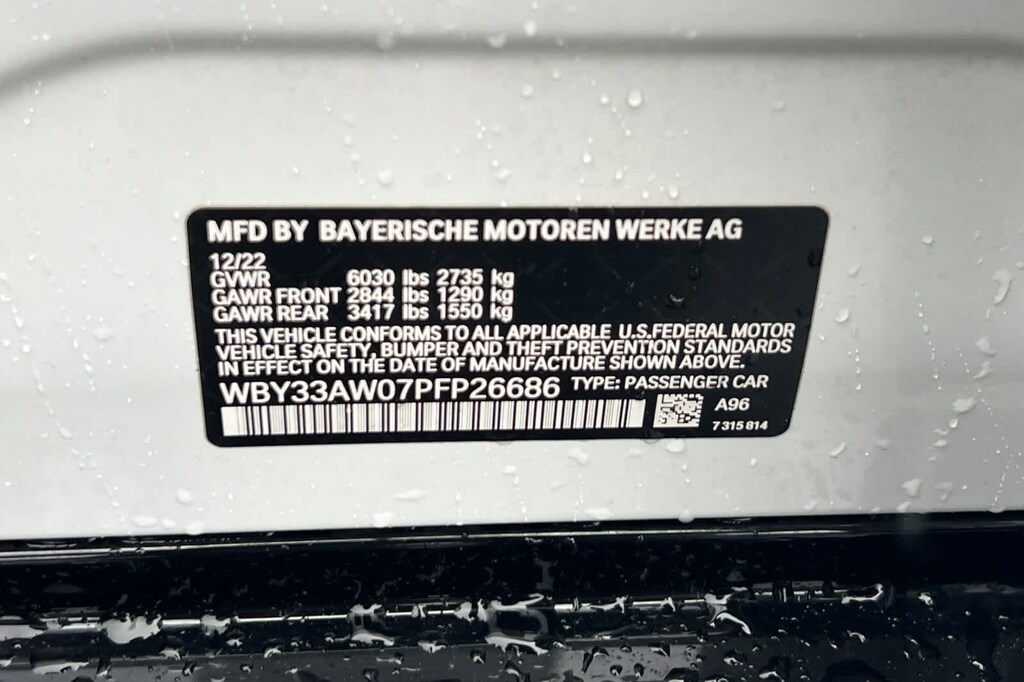 MFD BY BAYERISCHE MOTOREN WERKE AG
12/22
GVWR 6030 lbs 2735 kg
GAWR FRONT 2844 lbs 1290 kg
GAWR REAR 3417 lbs 1550 kg
THIS VEHICLE CONFORMS TO ALL APPLICABLE U.S.FEDERAL MOTOR
VEHICLE SAFETY, BUMPER AND THEFT PREVENTION STANDARDS
IN EFFECT ON THE DATE OF MANUFACTURE SHOWN ABOVE.
WBY33AW07PFP26686 TYPE: PASSENGER CAR
A96
7 315 814